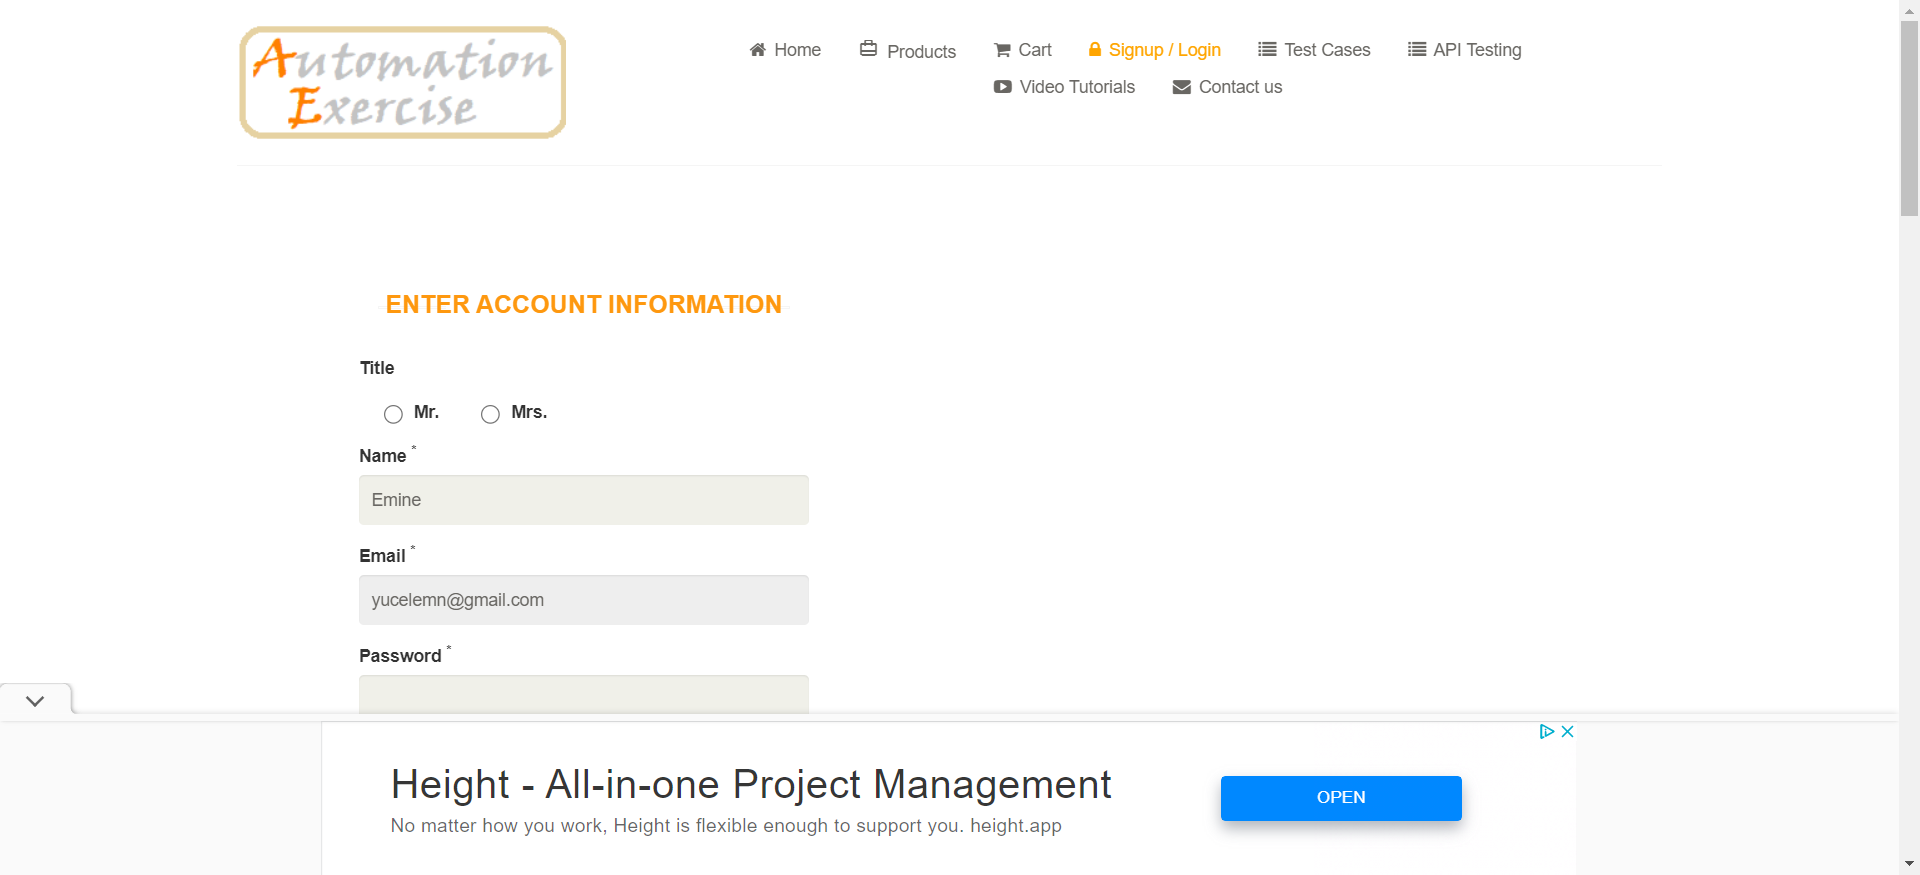 Automation
Exercise
Home
Products
Cart
Signup / Login
Test Cases
API Testing
Video Tutorials
Contact us
ENTER ACCOUNT INFORMATION
Title
Mr.
Mrs.
Name *
Emine
Email *
yucelemn@gmail.com
Password *
Height - All-in-one Project Management
No matter how you work, Height is flexible enough to support you. height.app
OPEN